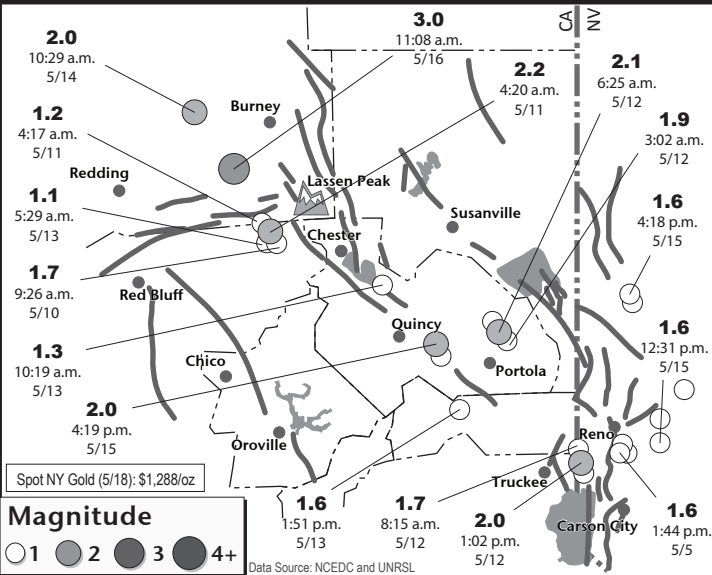 CA
NV
2.0
10:29 a.m.
5/14
3.0
11:08 a.m.
5/16
2.2
4:20 a.m.
5/11
2.1
6:25 a.m.
5/12
1.2
4:17 a.m.
5/11
Burney
1.9
3:02 a.m.
5/12
Redding
Lassen Peak
1.1
5:29 a.m.
5/13
Susanville
1.6
4:18 p.m.
5/15
Chester
1.7
9:26 a.m.
5/10
Red Bluff
Quincy
1.6
12:31 p.m.
5/15
1.3
10:19 a.m.
5/13
Chico
Portola
2.0
4:19 p.m.
5/15
Oroville
Reno
Truckee
Spot NY Gold (5/18): $1,288/oz
1.6
1:51 p.m.
5/13
1.7
8:15 a.m.
5/12
2.0
1:02 p.m.
5/12
Carson City
1.6
1:44 p.m.
5/5
Magnitude
1 2 3 4+
Data Source: NCEDC and UNRSL